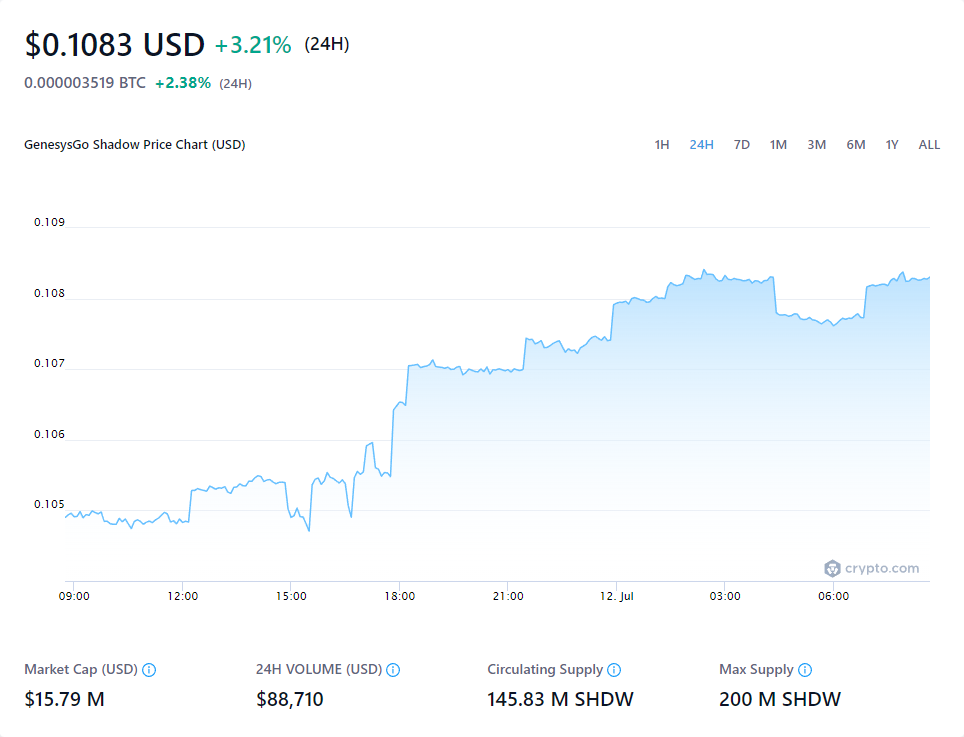 $0.1083 USD +3.21% (24H)
0.000003519 BTC +2.38% (24H)
GenesysGo Shadow Price Chart (USD) 1H 24H 7D 1M 3M 6M 1Y ALL
0.109
0.108
0.107
0.106
0.105
crypto.com
09:00 12:00 15:00 18:00 21:00 12. Jul 03:00 06:00
Market Cap (USD) 24H VOLUME (USD) Circulating Supply Max Supply
$15.79 M $88,710 145.83 M SHDW 200 M SHDW